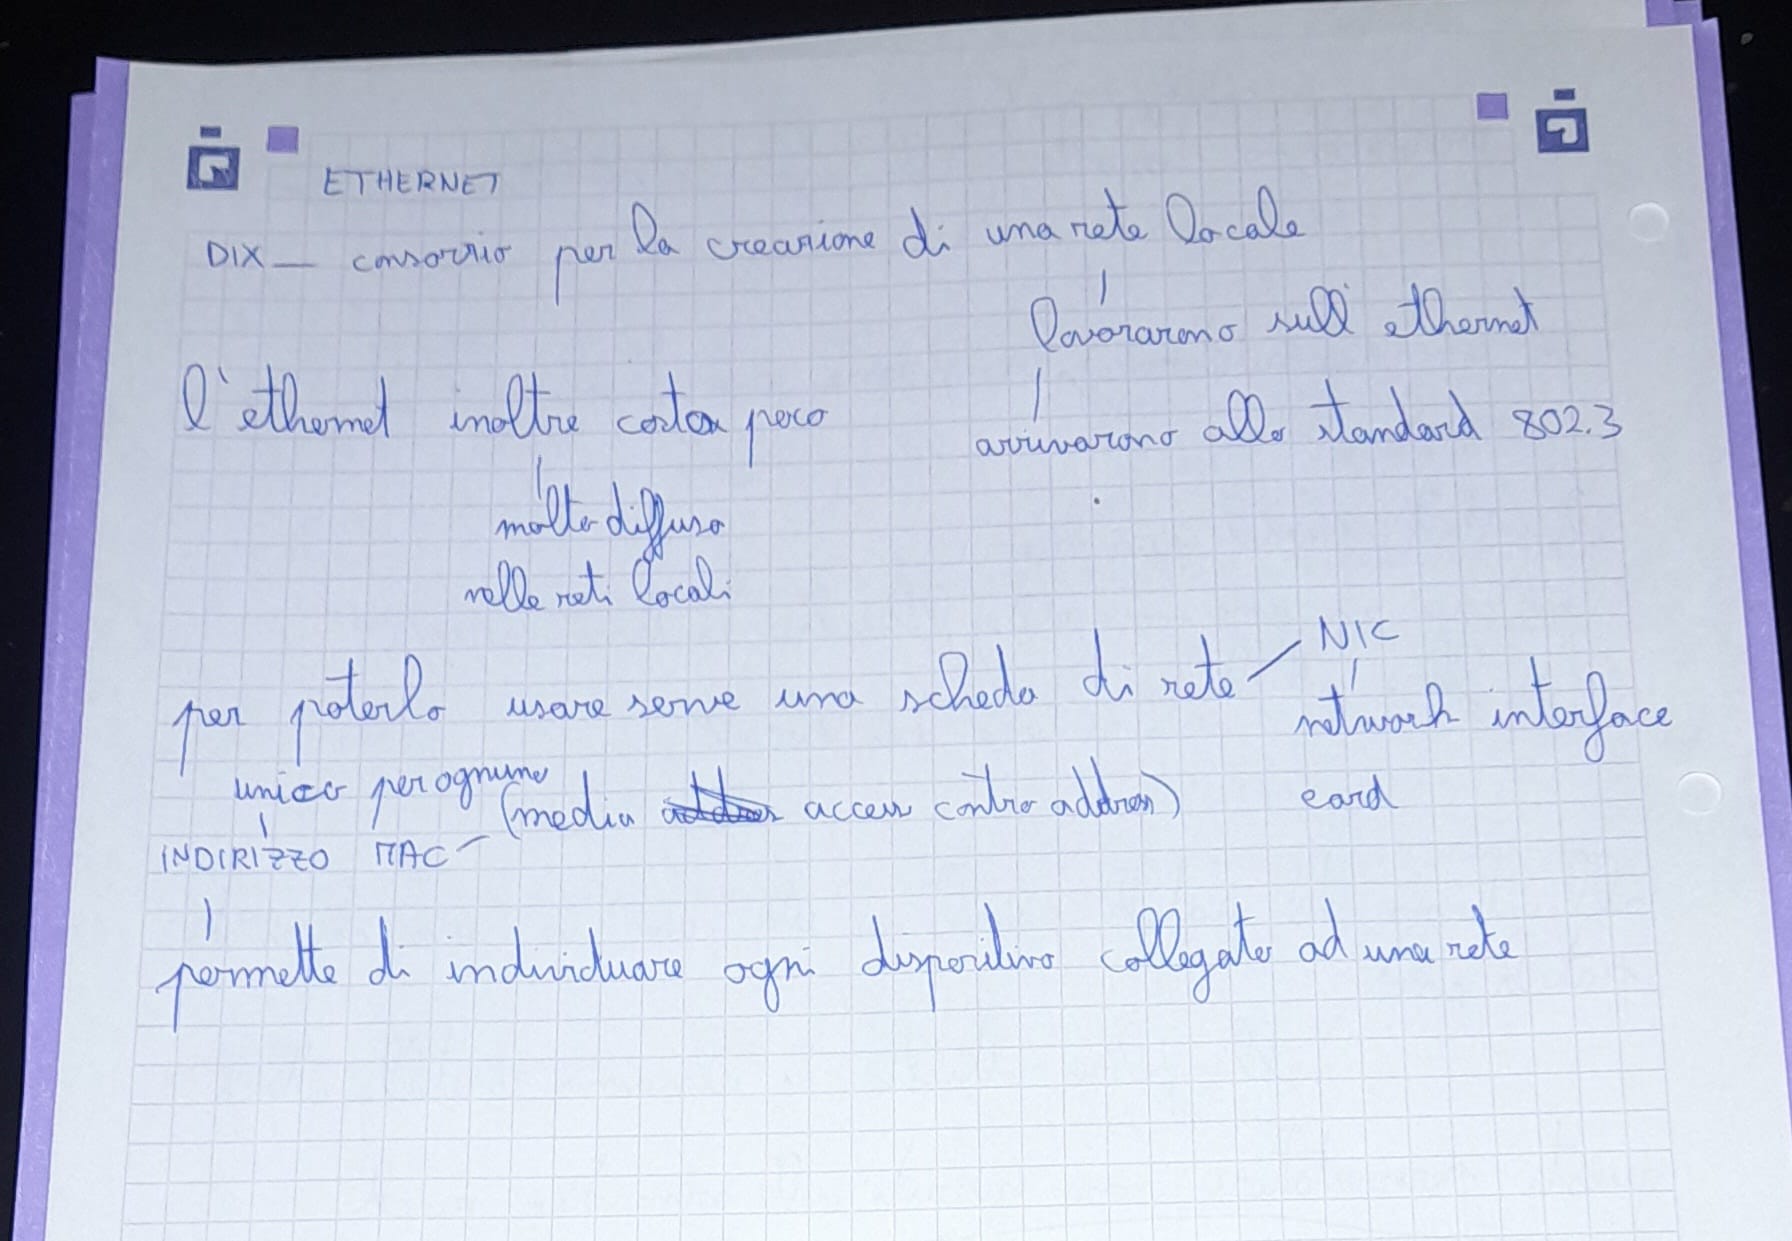 ETHERNET
DIX — consorzio per la creazione di una rete locale
lavorarono sull' ethernet
l'ethernet inoltre costa poco
arrivarono allo standard 802.3
molto diffuso
nelle reti locali
per poterlo usare serve una scheda di rete — NIC
network interface
card
unico per ognuno
(media access contro address)
INDIRIZZO MAC
permette di individuare ogni dispositivo collegato ad una rete